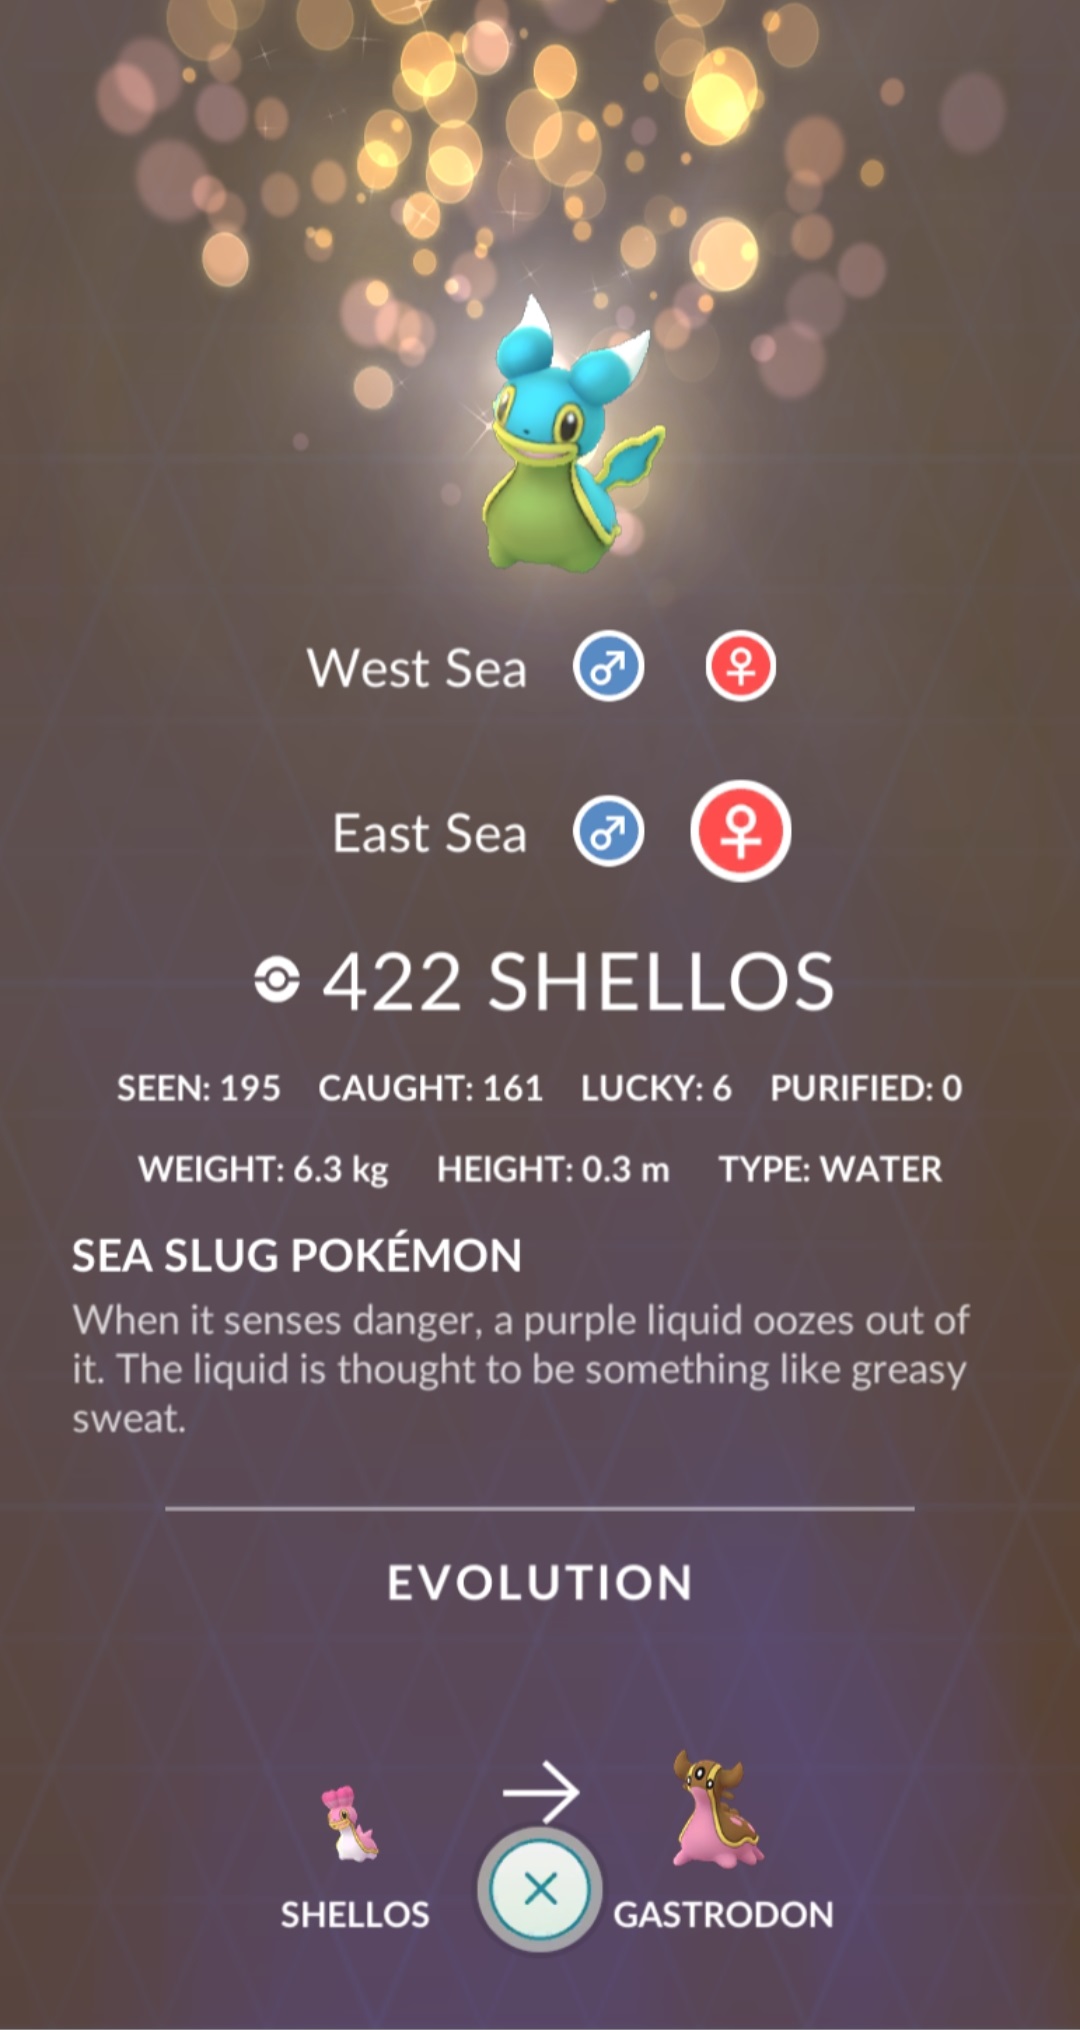 West Sea ♂ ♀
East Sea ♂ ♀
422 SHELLOS
SEEN: 195 CAUGHT: 161 LUCKY: 6 PURIFIED: 0
WEIGHT: 6.3 kg HEIGHT: 0.3 m TYPE: WATER
SEA SLUG POKÉMON
When it senses danger, a purple liquid oozes out of
it. The liquid is thought to be something like greasy
sweat.
EVOLUTION
SHELLOS GASTRODON